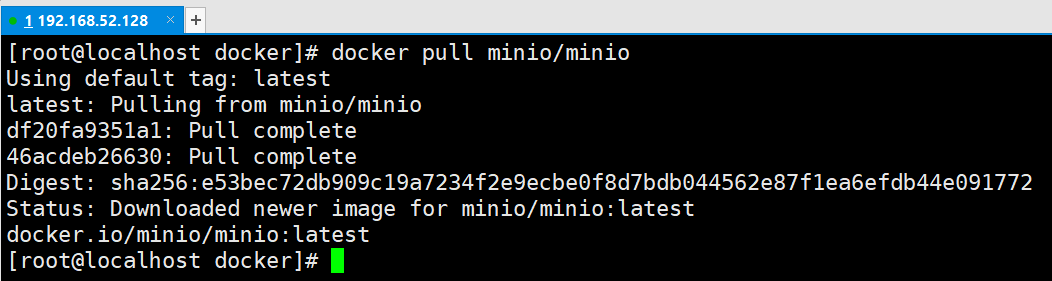 1 192.168.52.128 × +
[root@localhost docker]# docker pull minio/minio
Using default tag: latest
latest: Pulling from minio/minio
df20fa9351a1: Pull complete
46acdeb26630: Pull complete
Digest: sha256:e53bec72db909c19a7234f2e9ecbe0f8d7bdb044562e87f1ea6efdb44e091772
Status: Downloaded newer image for minio/minio:latest
docker.io/minio/minio:latest
[root@localhost docker]#